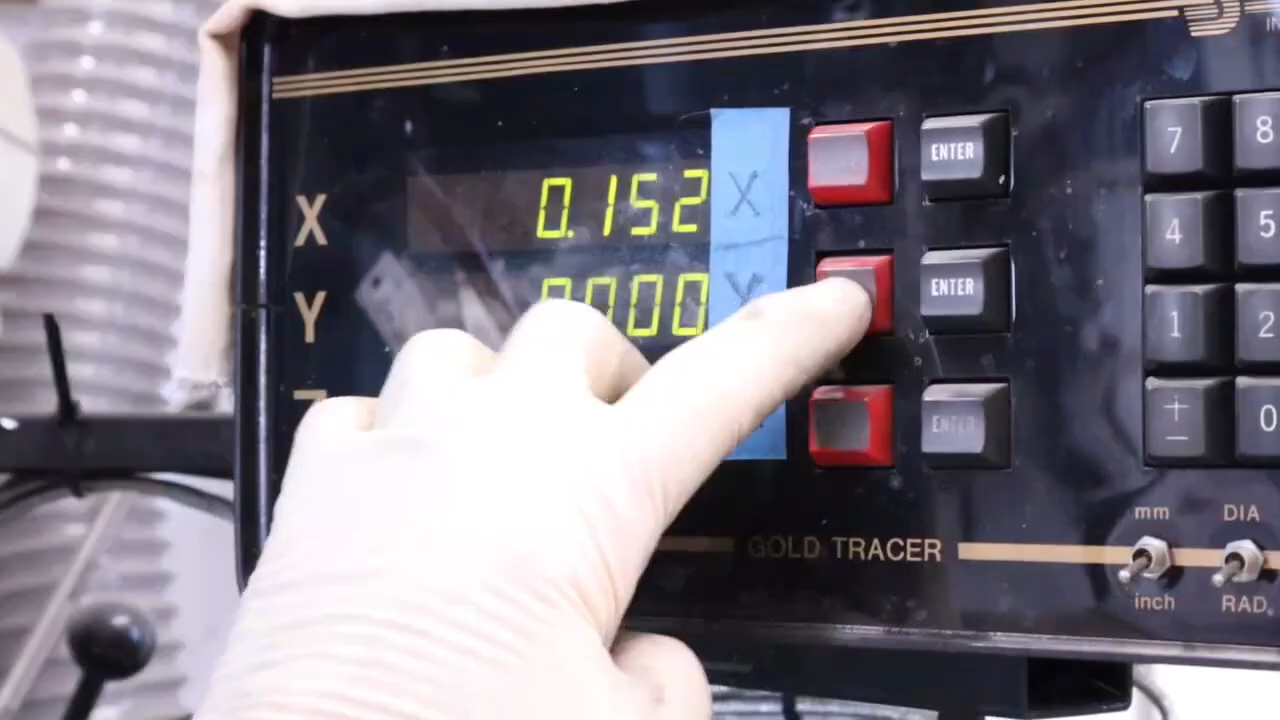 IN
X 0.152 X ENTER 7 8
Y 0.000 Y ENTER 4 5
1 2
ENTER + − 0
mm DIA
GOLD TRACER
inch RAD.